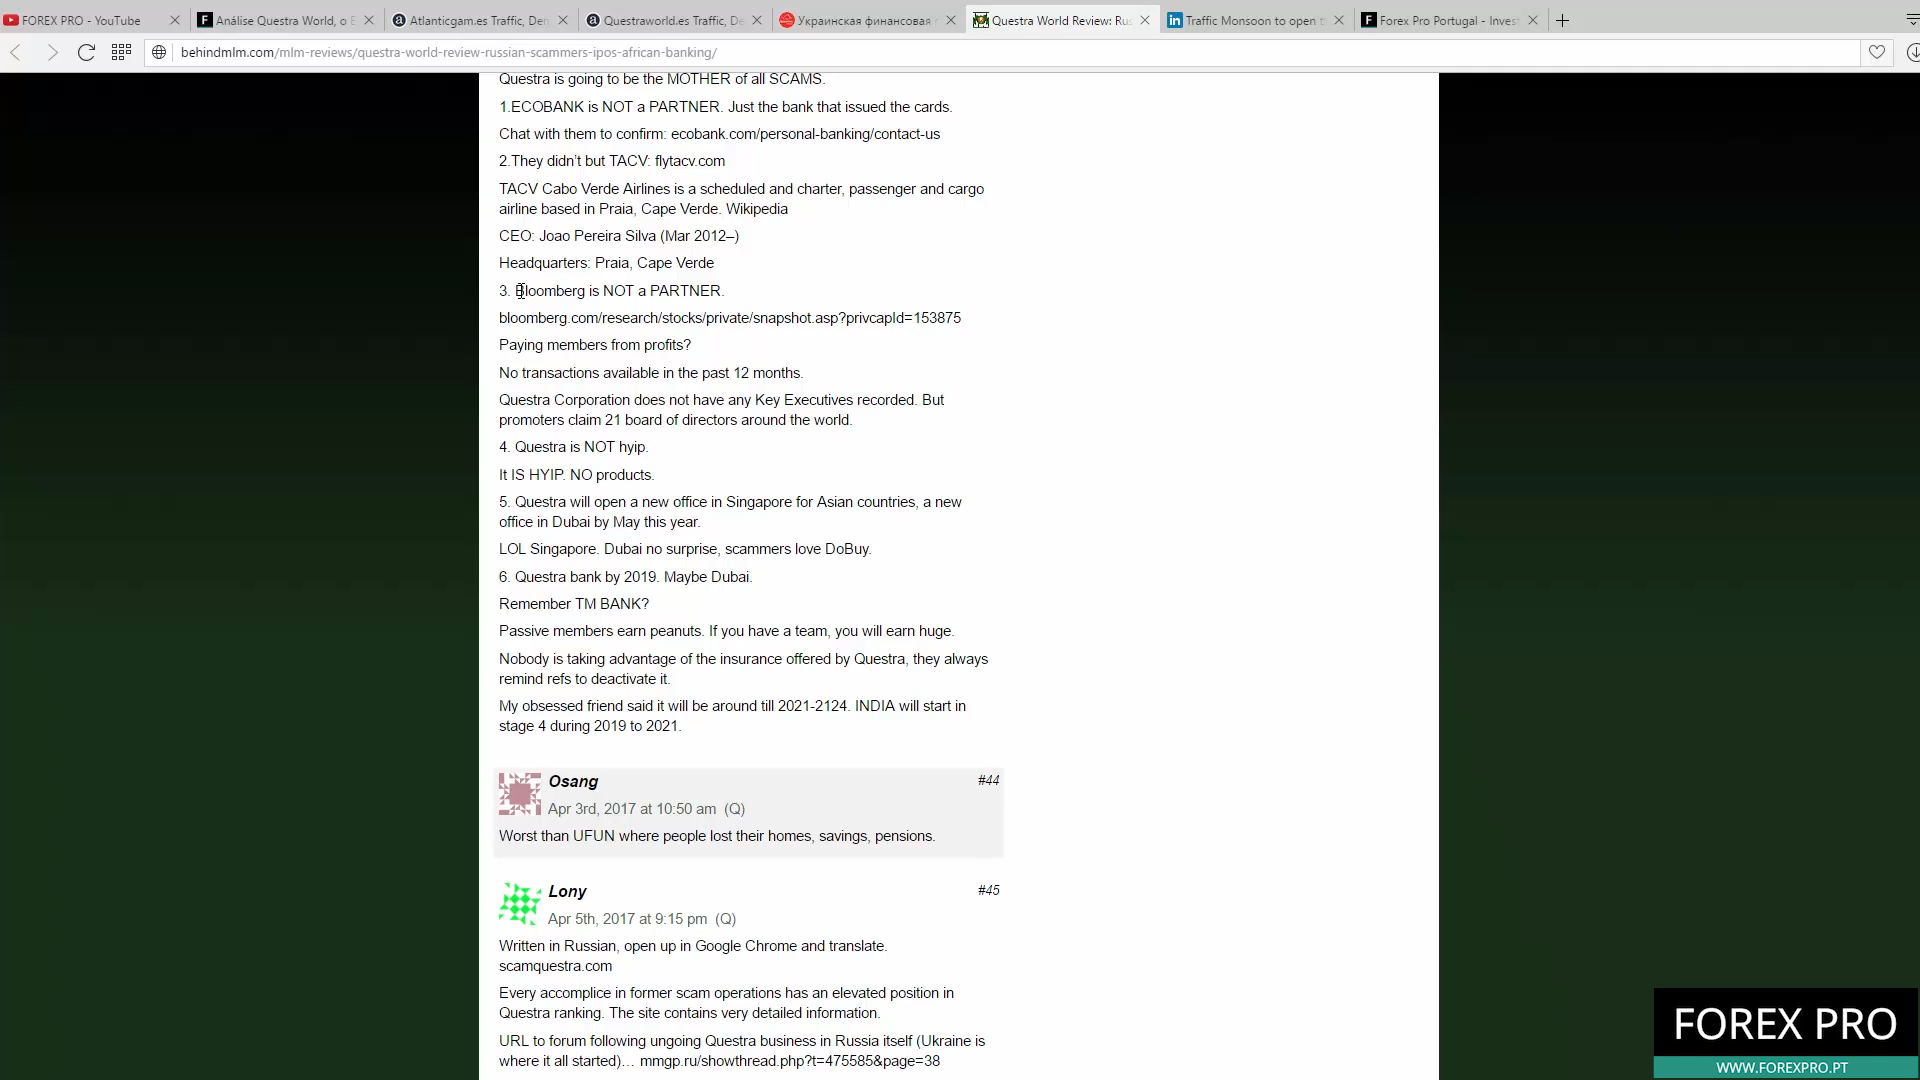 FOREX PRO - YouTube
Análise Questra World, o E
Atlanticgam.es Traffic, Den
Questraworld.es Traffic, De
Украинская финансовая г
Questra World Review: Rus
Traffic Monsoon to open t
Forex Pro Portugal - Invest
behindmlm.com/mlm-reviews/questra-world-review-russian-scammers-ipos-african-banking/
Questra is going to be the MOTHER of all SCAMS.
1.ECOBANK is NOT a PARTNER. Just the bank that issued the cards.
Chat with them to confirm: ecobank.com/personal-banking/contact-us
2.They didn't but TACV: flytacv.com
TACV Cabo Verde Airlines is a scheduled and charter, passenger and cargo
airline based in Praia, Cape Verde. Wikipedia
CEO: Joao Pereira Silva (Mar 2012–)
Headquarters: Praia, Cape Verde
3. Bloomberg is NOT a PARTNER.
bloomberg.com/research/stocks/private/snapshot.asp?privcapId=153875
Paying members from profits?
No transactions available in the past 12 months.
Questra Corporation does not have any Key Executives recorded. But
promoters claim 21 board of directors around the world.
4. Questra is NOT hyip.
It IS HYIP. NO products.
5. Questra will open a new office in Singapore for Asian countries, a new
office in Dubai by May this year.
LOL Singapore. Dubai no surprise, scammers love DoBuy.
6. Questra bank by 2019. Maybe Dubai.
Remember TM BANK?
Passive members earn peanuts. If you have a team, you will earn huge.
Nobody is taking advantage of the insurance offered by Questra, they always
remind refs to deactivate it.
My obsessed friend said it will be around till 2021-2124. INDIA will start in
stage 4 during 2019 to 2021.
Osang
#44
Apr 3rd, 2017 at 10:50 am (Q)
Worst than UFUN where people lost their homes, savings, pensions.
Lony
#45
Apr 5th, 2017 at 9:15 pm (Q)
Written in Russian, open up in Google Chrome and translate.
scamquestra.com
Every accomplice in former scam operations has an elevated position in
Questra ranking. The site contains very detailed information.
URL to forum following ungoing Questra business in Russia itself (Ukraine is
where it all started)… mmgp.ru/showthread.php?t=475585&page=38
FOREX PRO
WWW.FOREXPRO.PT